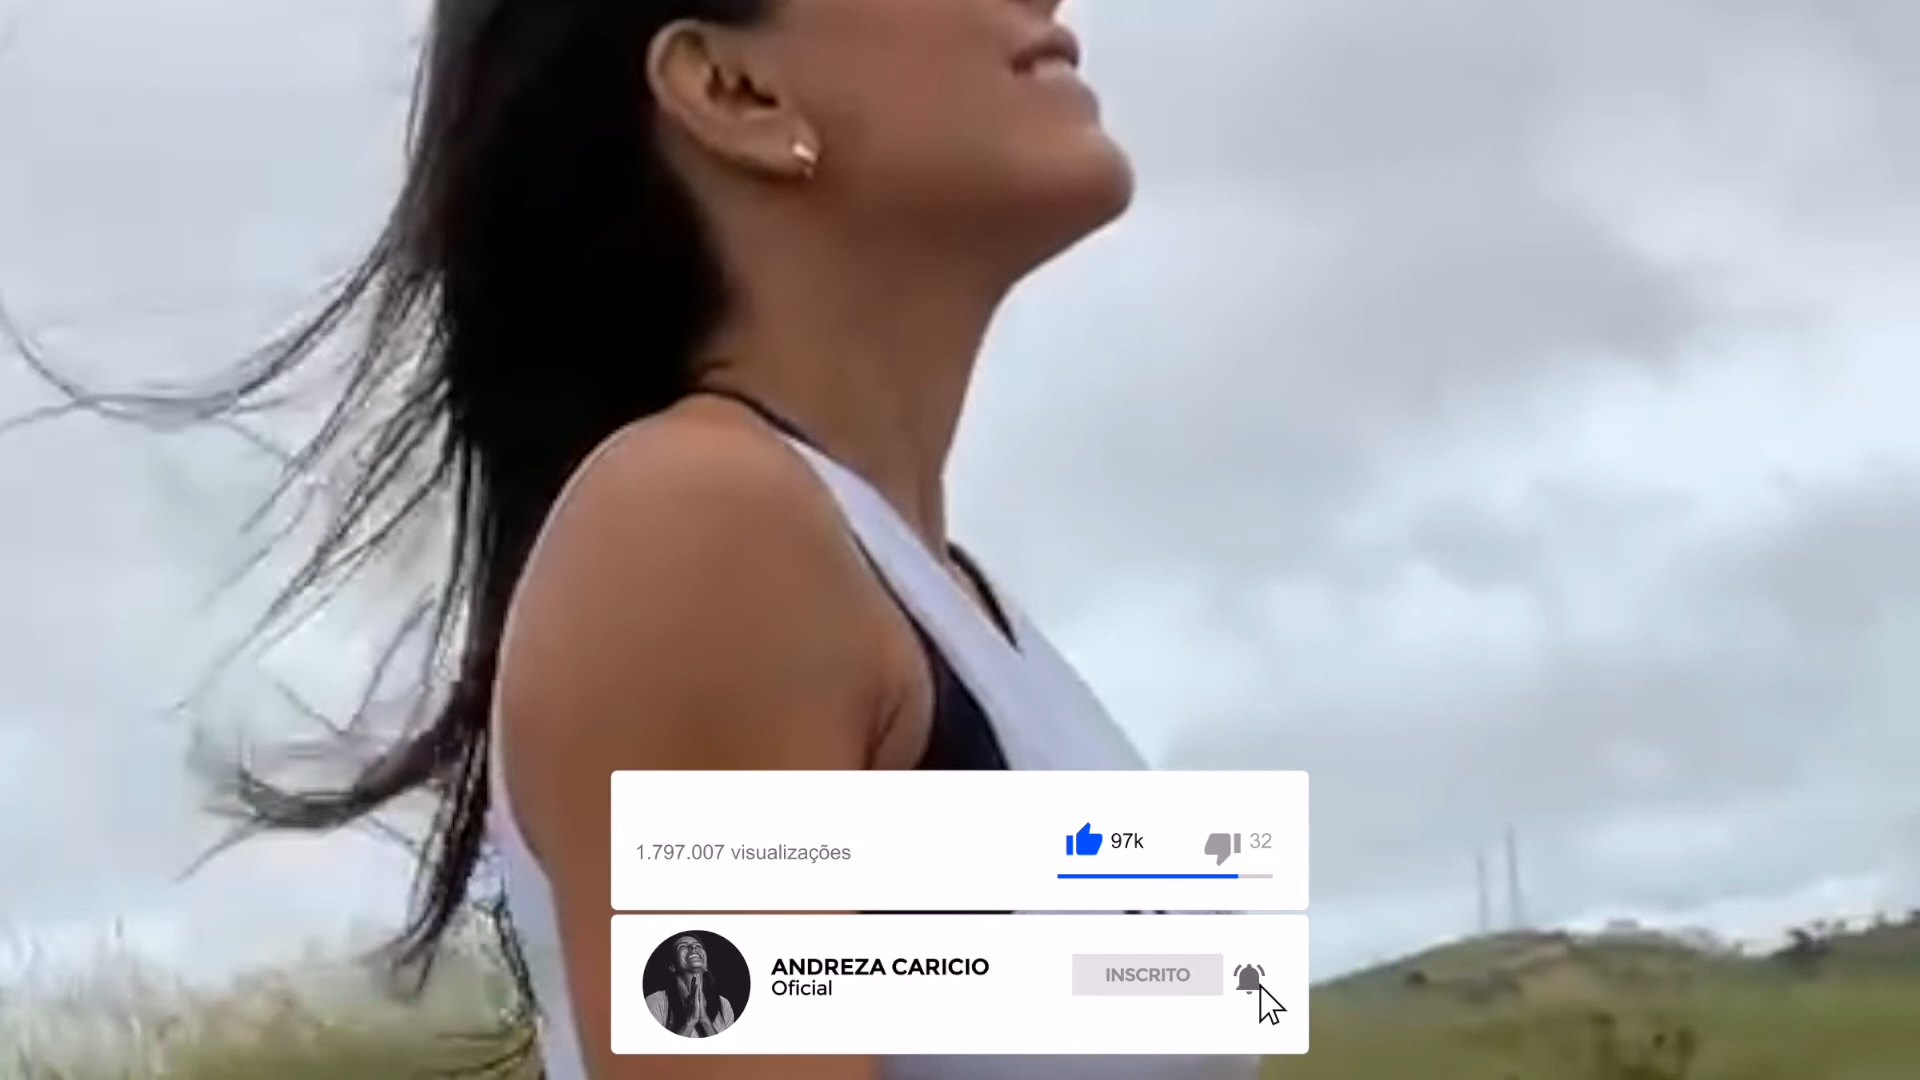 1.797.007 visualizações
97k
32
ANDREZA CARICIO
Oficial
INSCRITO